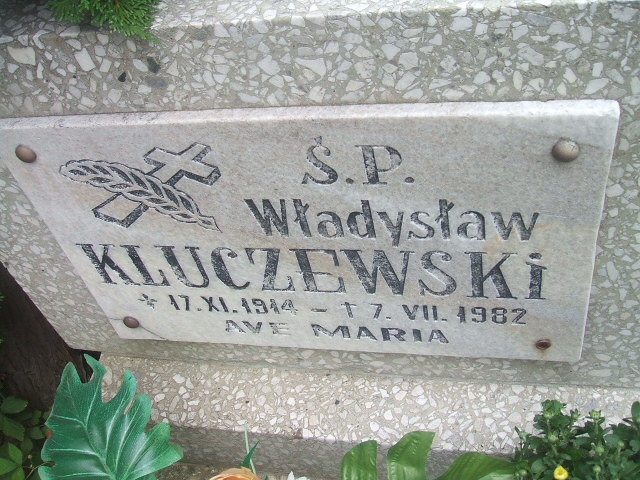 Ś.P.
Władysław
KLUCZEWSKi
* 17.XI.1914 – † 7.VII.1982
AVE MARIA